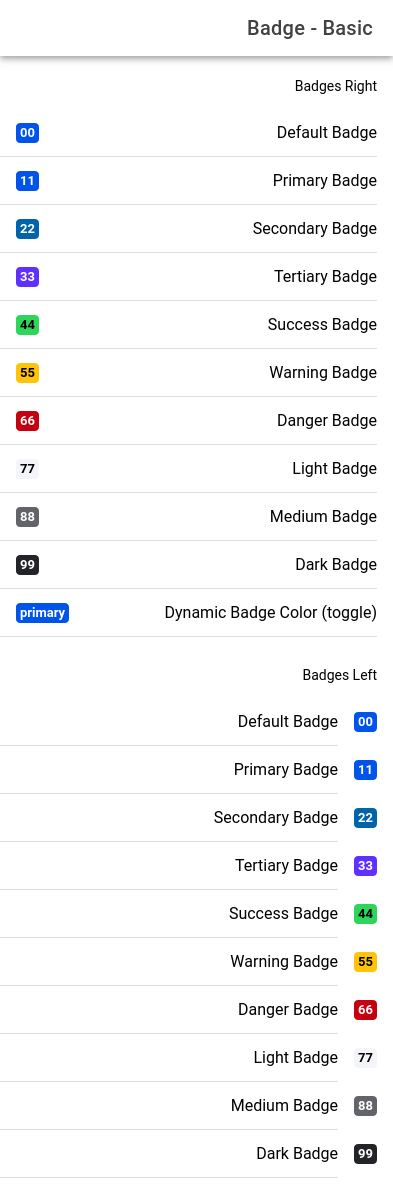 Badge - Basic
Badges Right
00 Default Badge
11 Primary Badge
22 Secondary Badge
33 Tertiary Badge
44 Success Badge
55 Warning Badge
66 Danger Badge
77 Light Badge
88 Medium Badge
99 Dark Badge
primary Dynamic Badge Color (toggle)
Badges Left
Default Badge 00
Primary Badge 11
Secondary Badge 22
Tertiary Badge 33
Success Badge 44
Warning Badge 55
Danger Badge 66
Light Badge 77
Medium Badge 88
Dark Badge 99